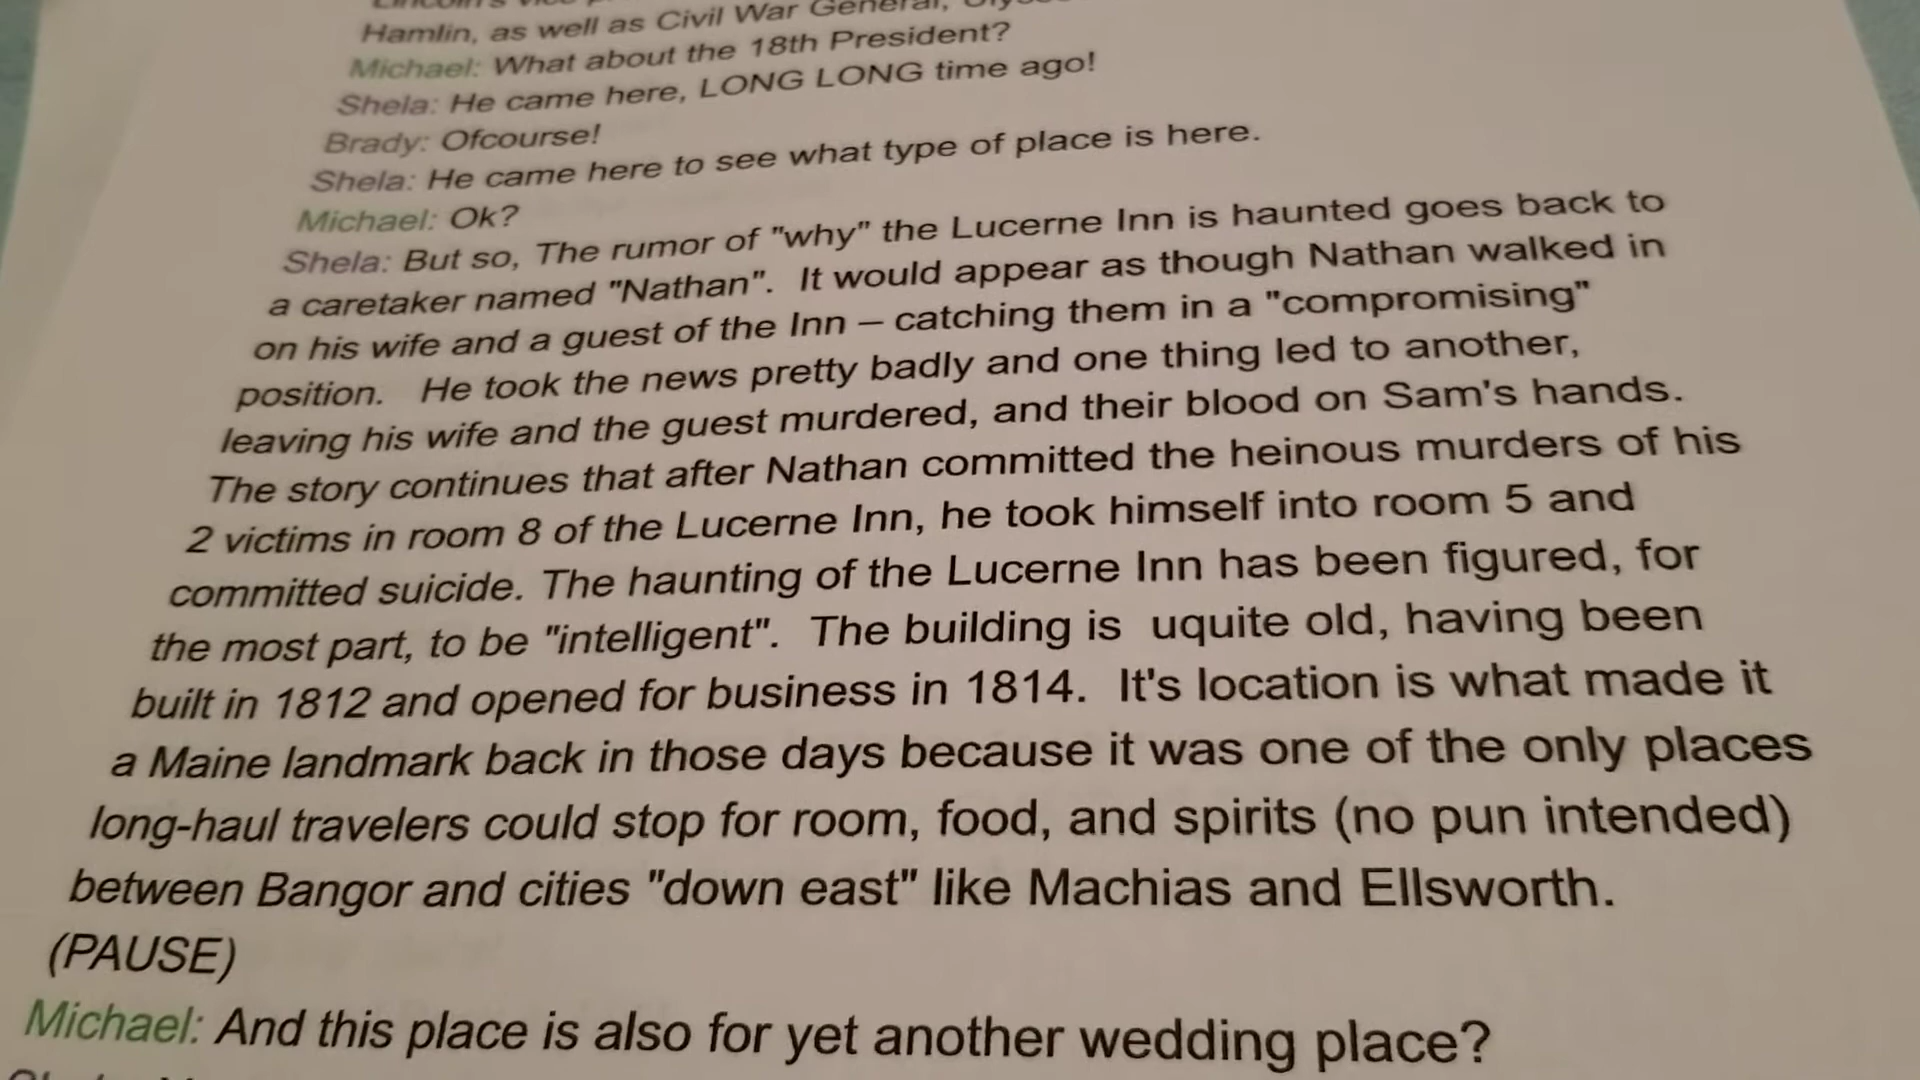 Hamlin, as well as Civil War General,
Michael: What about the 18th President?
Shela: He came here, LONG LONG time ago!
Brady: Ofcourse!
Shela: He came here to see what type of place is here.
Michael: Ok?
Shela: But so, The rumor of "why" the Lucerne Inn is haunted goes back to
a caretaker named "Nathan". It would appear as though Nathan walked in
on his wife and a guest of the Inn – catching them in a "compromising"
position. He took the news pretty badly and one thing led to another,
leaving his wife and the guest murdered, and their blood on Sam's hands.
The story continues that after Nathan committed the heinous murders of his
2 victims in room 8 of the Lucerne Inn, he took himself into room 5 and
committed suicide. The haunting of the Lucerne Inn has been figured, for
the most part, to be "intelligent". The building is uquite old, having been
built in 1812 and opened for business in 1814. It's location is what made it
a Maine landmark back in those days because it was one of the only places
long-haul travelers could stop for room, food, and spirits (no pun intended)
between Bangor and cities "down east" like Machias and Ellsworth.
(PAUSE)
Michael: And this place is also for yet another wedding place?